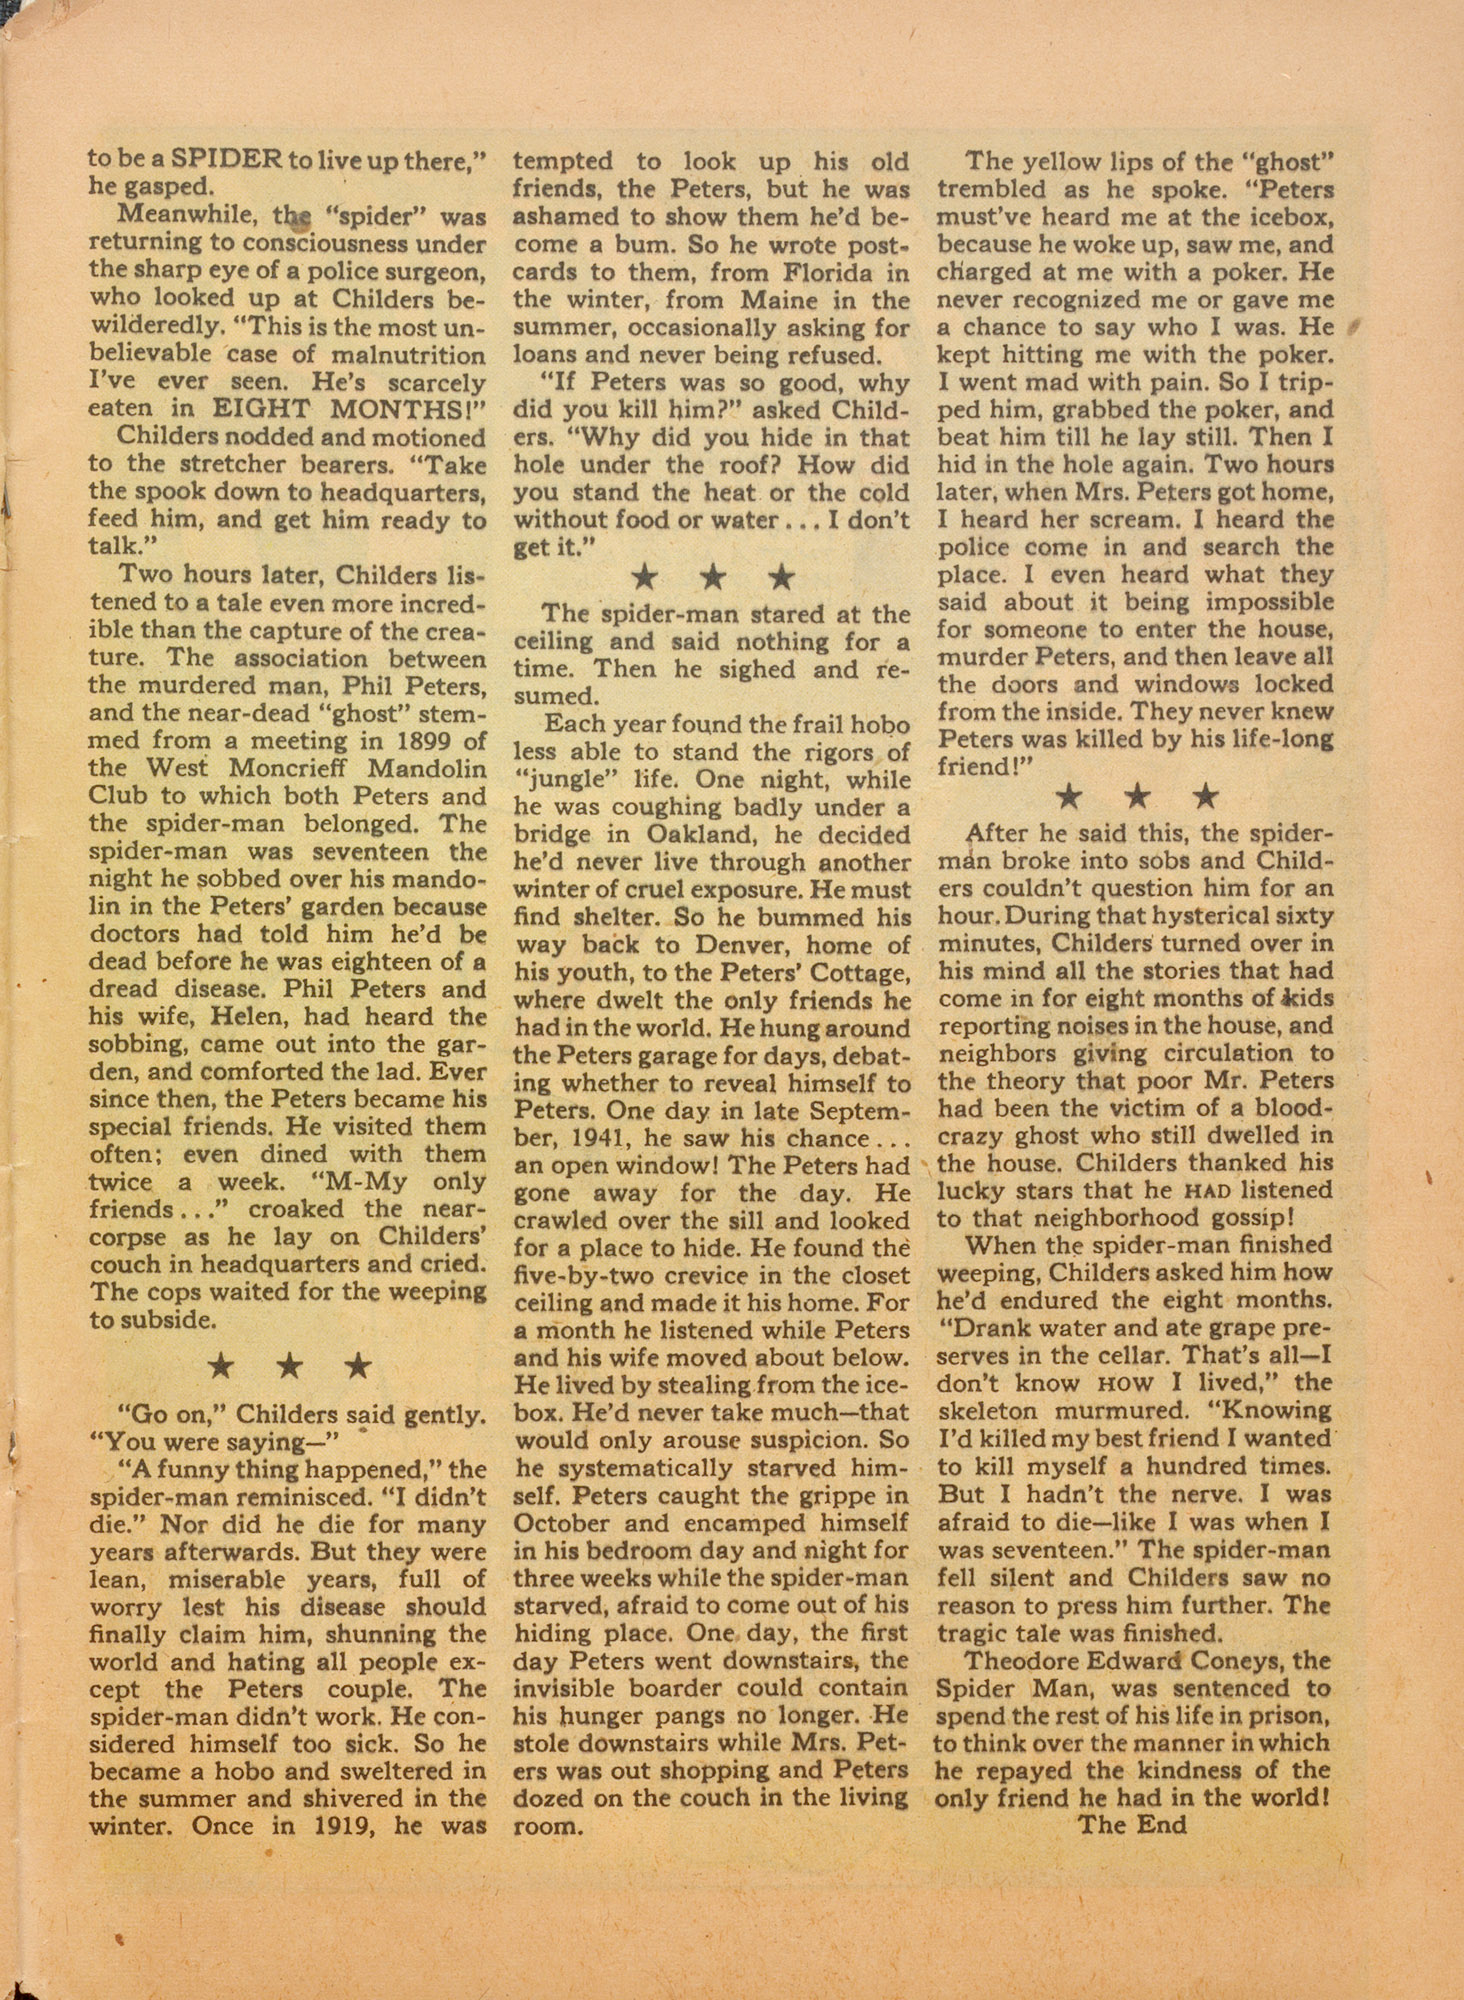 to be a SPIDER to live up there,"
he gasped.
Meanwhile, the "spider" was
returning to consciousness under
the sharp eye of a police surgeon,
who looked up at Childers be-
wilderedly. "This is the most un-
believable case of malnutrition
I've ever seen. He's scarcely
eaten in EIGHT MONTHS!"
Childers nodded and motioned
to the stretcher bearers. "Take
the spook down to headquarters,
feed him, and get him ready to
talk."
Two hours later, Childers lis-
tened to a tale even more incred-
ible than the capture of the crea-
ture. The association between
the murdered man, Phil Peters,
and the near-dead "ghost" stem-
med from a meeting in 1899 of
the West Moncrieff Mandolin
Club to which both Peters and
the spider-man belonged. The
spider-man was seventeen the
night he sobbed over his mando-
lin in the Peters' garden because
doctors had told him he'd be
dead before he was eighteen of a
dread disease. Phil Peters and
his wife, Helen, had heard the
sobbing, came out into the gar-
den, and comforted the lad. Ever
since then, the Peters became his
special friends. He visited them
often; even dined with them
twice a week. "M-My only
friends..." croaked the near-
corpse as he lay on Childers'
couch in headquarters and cried.
The cops waited for the weeping
to subside.
★ ★ ★
"Go on," Childers said gently.
"You were saying—"
"A funny thing happened," the
spider-man reminisced. "I didn't
die." Nor did he die for many
years afterwards. But they were
lean, miserable years, full of
worry lest his disease should
finally claim him, shunning the
world and hating all people ex-
cept the Peters couple. The
spider-man didn't work. He con-
sidered himself too sick. So he
became a hobo and sweltered in
the summer and shivered in the
winter. Once in 1919, he was
tempted to look up his old
friends, the Peters, but he was
ashamed to show them he'd be-
come a bum. So he wrote post-
cards to them, from Florida in
the winter, from Maine in the
summer, occasionally asking for
loans and never being refused.
"If Peters was so good, why
did you kill him?" asked Child-
ers. "Why did you hide in that
hole under the roof? How did
you stand the heat or the cold
without food or water... I don't
get it."
★ ★ ★
The spider-man stared at the
ceiling and said nothing for a
time. Then he sighed and re-
sumed.
Each year found the frail hobo
less able to stand the rigors of
"jungle" life. One night, while
he was coughing badly under a
bridge in Oakland, he decided
he'd never live through another
winter of cruel exposure. He must
find shelter. So he bummed his
way back to Denver, home of
his youth, to the Peters' Cottage,
where dwelt the only friends he
had in the world. He hung around
the Peters garage for days, debat-
ing whether to reveal himself to
Peters. One day in late Septem-
ber, 1941, he saw his chance...
an open window! The Peters had
gone away for the day. He
crawled over the sill and looked
for a place to hide. He found the
five-by-two crevice in the closet
ceiling and made it his home. For
a month he listened while Peters
and his wife moved about below.
He lived by stealing from the ice-
box. He'd never take much—that
would only arouse suspicion. So
he systematically starved him-
self. Peters caught the grippe in
October and encamped himself
in his bedroom day and night for
three weeks while the spider-man
starved, afraid to come out of his
hiding place. One day, the first
day Peters went downstairs, the
invisible boarder could contain
his hunger pangs no longer. He
stole downstairs while Mrs. Pet-
ers was out shopping and Peters
dozed on the couch in the living
room.
The yellow lips of the "ghost"
trembled as he spoke. "Peters
must've heard me at the icebox,
because he woke up, saw me, and
charged at me with a poker. He
never recognized me or gave me
a chance to say who I was. He
kept hitting me with the poker.
I went mad with pain. So I trip-
ped him, grabbed the poker, and
beat him till he lay still. Then I
hid in the hole again. Two hours
later, when Mrs. Peters got home,
I heard her scream. I heard the
police come in and search the
place. I even heard what they
said about it being impossible
for someone to enter the house,
murder Peters, and then leave all
the doors and windows locked
from the inside. They never knew
Peters was killed by his life-long
friend!"
★ ★ ★
After he said this, the spider-
man broke into sobs and Child-
ers couldn't question him for an
hour. During that hysterical sixty
minutes, Childers turned over in
his mind all the stories that had
come in for eight months of kids
reporting noises in the house, and
neighbors giving circulation to
the theory that poor Mr. Peters
had been the victim of a blood-
crazy ghost who still dwelled in
the house. Childers thanked his
lucky stars that he HAD listened
to that neighborhood gossip!
When the spider-man finished
weeping, Childers asked him how
he'd endured the eight months.
"Drank water and ate grape pre-
serves in the cellar. That's all—I
don't know HOW I lived," the
skeleton murmured. "Knowing
I'd killed my best friend I wanted
to kill myself a hundred times.
But I hadn't the nerve. I was
afraid to die—like I was when I
was seventeen." The spider-man
fell silent and Childers saw no
reason to press him further. The
tragic tale was finished.
Theodore Edward Coneys, the
Spider Man, was sentenced to
spend the rest of his life in prison,
to think over the manner in which
he repayed the kindness of the
only friend he had in the world!
The End